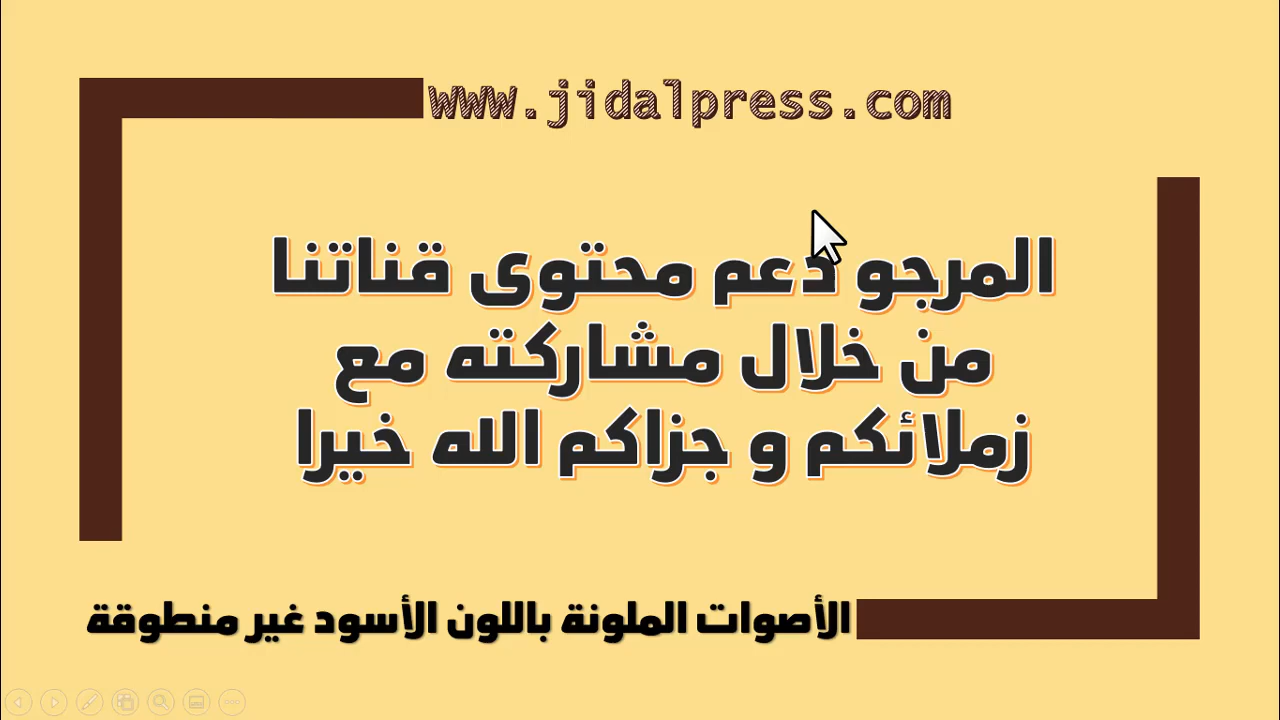 www.jidalpress.com
المرجو دعم محتوى قناتنا
من خلال مشاركته مع
زملائكم و جزاكم الله خيرا
الأصوات الملونة باللون الأسود غير منطوقة